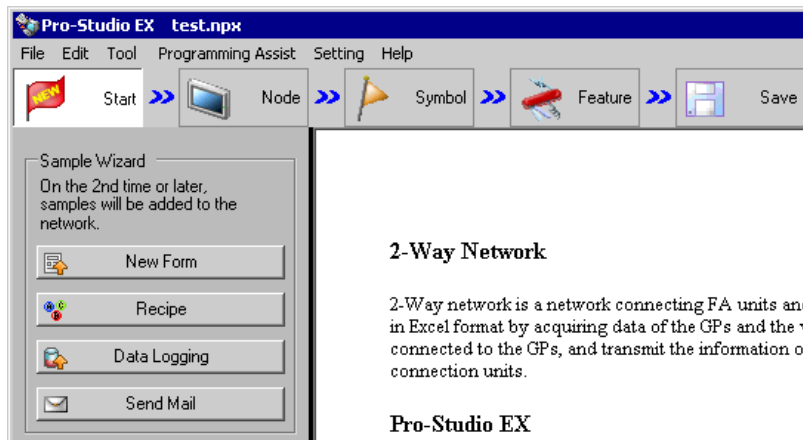 Pro-Studio EX test.npx
File Edit Tool Programming Assist Setting Help
NEW Start Node Symbol Feature Save
Sample Wizard
On the 2nd time or later,
samples will be added to the
network.
New Form
Recipe
Data Logging
Send Mail
2-Way Network
2-Way network is a network connecting FA units and
in Excel format by acquiring data of the GPs and the
connected to the GPs, and transmit the information
connection units.
Pro-Studio EX